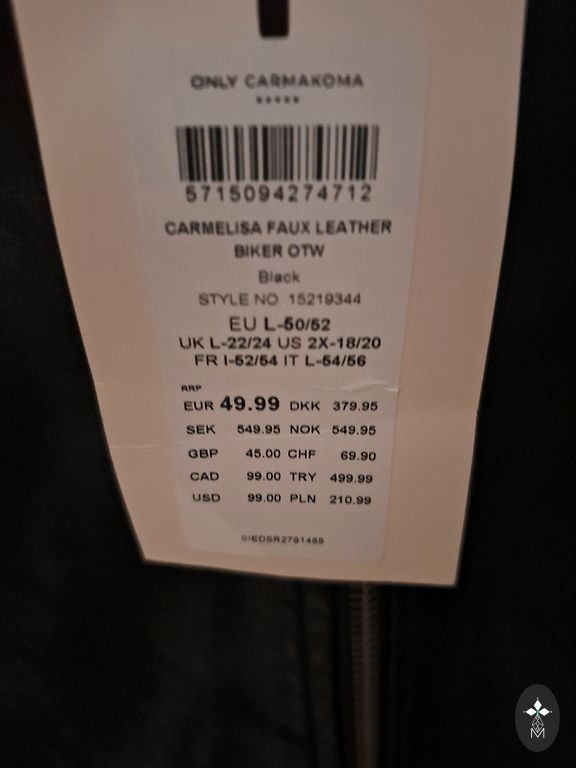 ONLY CARMAKOMA
5715094274712
CARMELISA FAUX LEATHER
BIKER OTW
Black
STYLE NO. 15219344
EU L-50/52
UK L-22/24 US 2X-18/20
FR I-52/54 IT L-54/56
RRP
EUR 49.99 DKK 379.95
SEK 549.95 NOK 549.95
GBP 45.00 CHF 69.90
CAD 99.00 TRY 499.99
USD 99.00 PLN 210.99
M